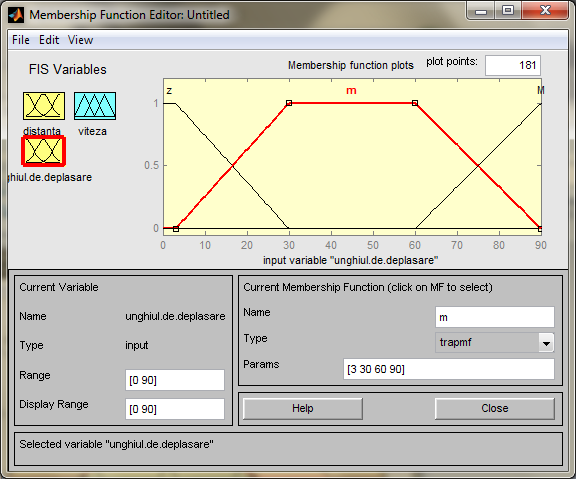 Membership Function Editor: Untitled
File Edit View
FIS Variables
distanta viteza
ghiul.de.deplasare
Membership function plots plot points: 181
z m M
1
0.5
0
0 10 20 30 40 50 60 70 80 90
input variable "unghiul.de.deplasare"
Current Variable
Name unghiul.de.deplasare
Type input
Range [0 90]
Display Range [0 90]
Current Membership Function (click on MF to select)
Name m
Type trapmf
Params [3 30 60 90]
Help Close
Selected variable "unghiul.de.deplasare"